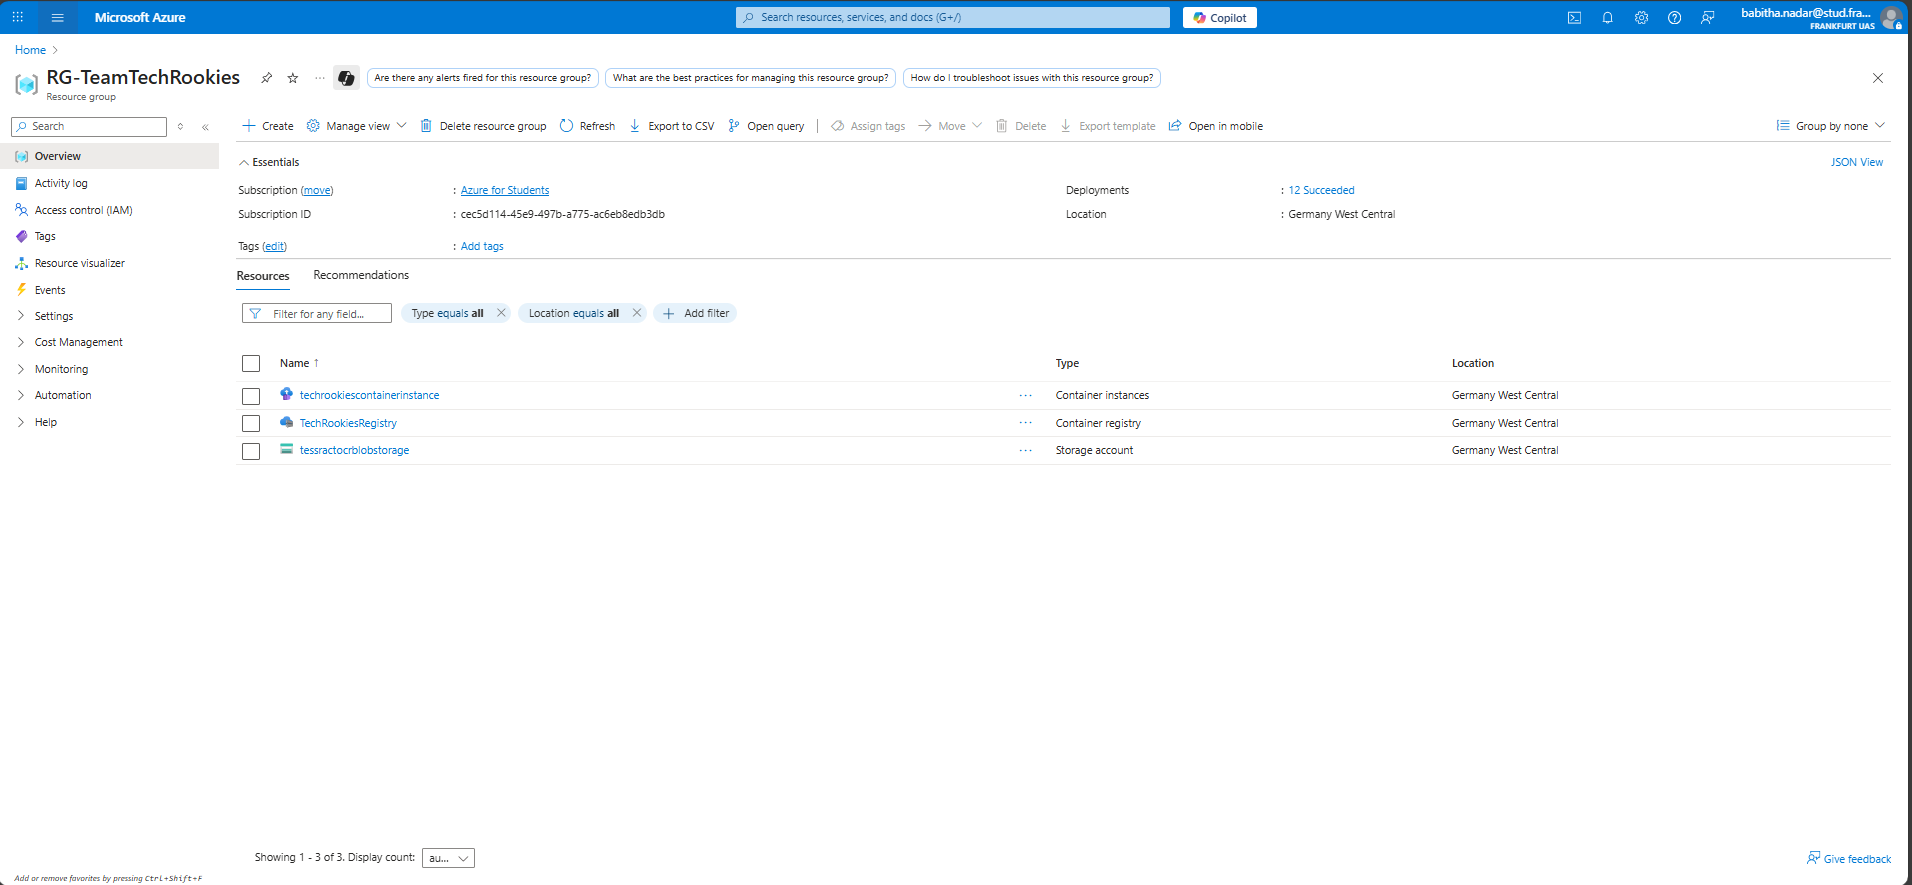 Microsoft Azure
Search resources, services, and docs (G+/)
Copilot
babitha.nadar@stud.fra...
FRANKFURT UAS
Home
RG-TeamTechRookies
Resource group
Are there any alerts fired for this resource group?
What are the best practices for managing this resource group?
How do I troubleshoot issues with this resource group?
Search
Overview
Activity log
Access control (IAM)
Tags
Resource visualizer
Events
Settings
Cost Management
Monitoring
Automation
Help
Create Manage view Delete resource group Refresh Export to CSV Open query Assign tags Move Delete Export template Open in mobile Group by none
Essentials JSON View
Subscription (move) : Azure for Students Deployments : 12 Succeeded
Subscription ID : cec5d114-45e9-497b-a775-ac6eb8edb3db Location : Germany West Central
Tags (edit) : Add tags
Resources Recommendations
Filter for any field... Type equals all Location equals all Add filter
Name ↑ Type Location
techrookiescontainerinstance ... Container instances Germany West Central
TechRookiesRegistry ... Container registry Germany West Central
tessractocrblobstorage ... Storage account Germany West Central
Showing 1 - 3 of 3. Display count: au...
Give feedback
Add or remove favorites by pressing Ctrl+Shift+F